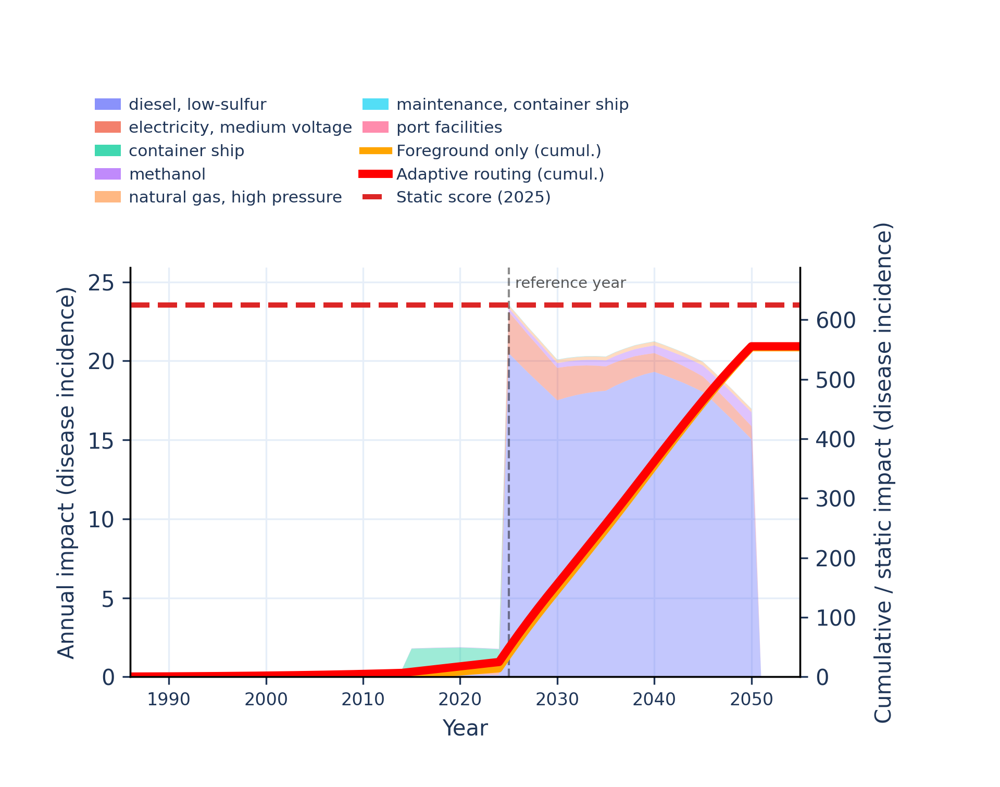 diesel, low-sulfur
electricity, medium voltage
container ship
methanol
natural gas, high pressure
maintenance, container ship
port facilities
Foreground only (cumul.)
Adaptive routing (cumul.)
Static score (2025)
Annual impact (disease incidence)
25
20
15
10
5
0
reference year
600
500
400
300
200
100
0
Cumulative / static impact (disease incidence)
1990 2000 2010 2020 2030 2040 2050
Year